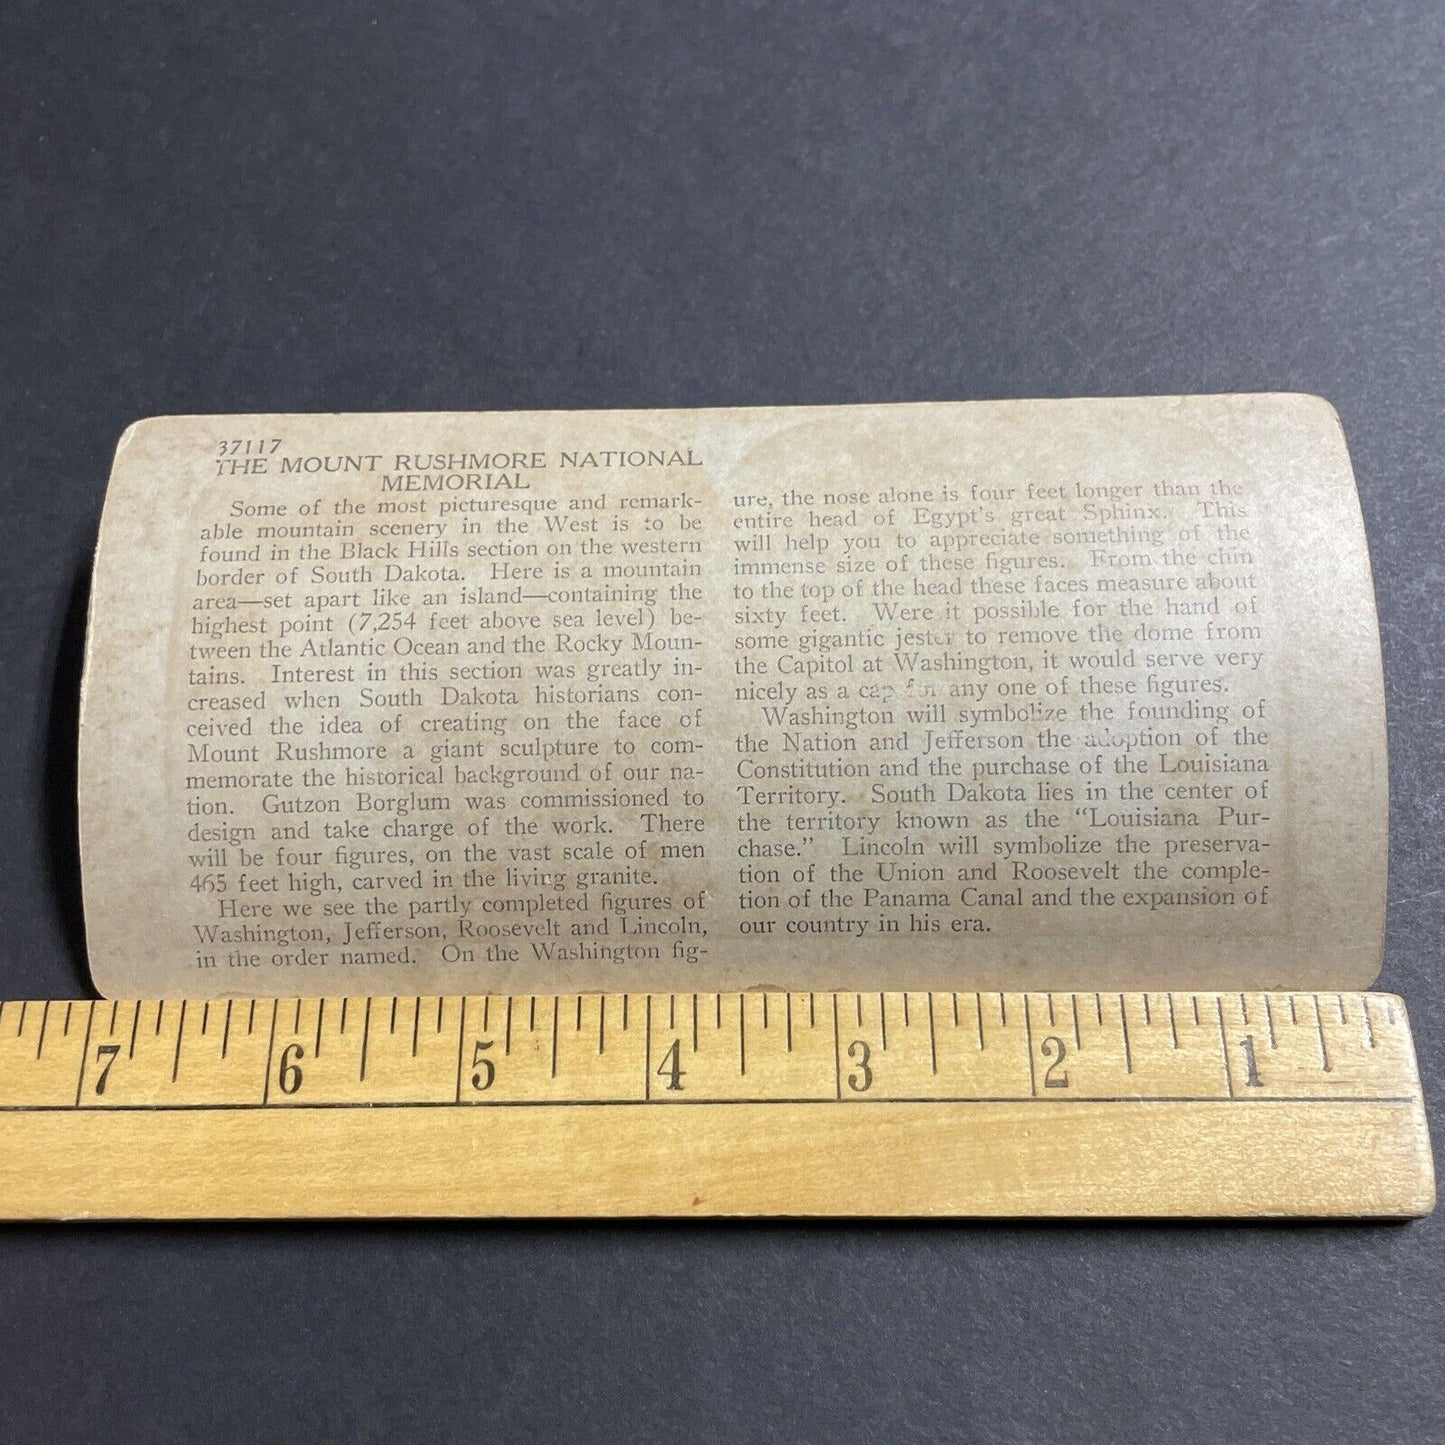 37117
THE MOUNT RUSHMORE NATIONAL
MEMORIAL
Some of the most picturesque and remark-
able mountain scenery in the West is to be
found in the Black Hills section on the western
border of South Dakota. Here is a mountain
area—set apart like an island—containing the
highest point (7,254 feet above sea level) be-
tween the Atlantic Ocean and the Rocky Moun-
tains. Interest in this section was greatly in-
creased when South Dakota historians con-
ceived the idea of creating on the face of
Mount Rushmore a giant sculpture to com-
memorate the historical background of our na-
tion. Gutzon Borglum was commissioned to
design and take charge of the work. There
will be four figures, on the vast scale of men
465 feet high, carved in the living granite.
Here we see the partly completed figures of
Washington, Jefferson, Roosevelt and Lincoln,
in the order named. On the Washington fig-
ure, the nose alone is four feet longer than the
entire head of Egypt's great Sphinx. This
will help you to appreciate something of the
immense size of these figures. From the chin
to the top of the head these faces measure about
sixty feet. Were it possible for the hand of
some gigantic jester to remove the dome from
the Capitol at Washington, it would serve very
nicely as a cap for any one of these figures.
Washington will symbolize the founding of
the Nation and Jefferson the adoption of the
Constitution and the purchase of the Louisiana
Territory. South Dakota lies in the center of
the territory known as the "Louisiana Pur-
chase." Lincoln will symbolize the preserva-
tion of the Union and Roosevelt the comple-
tion of the Panama Canal and the expansion of
our country in his era.
7 6 5 4 3 2 1